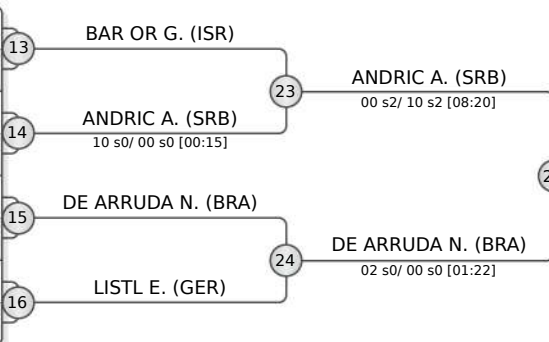 BAR OR G. (ISR)
13
23
ANDRIC A. (SRB)
00 s2/ 10 s2 [08:20]
ANDRIC A. (SRB)
14
10 s0/ 00 s0 [00:15]
DE ARRUDA N. (BRA)
15
24
DE ARRUDA N. (BRA)
02 s0/ 00 s0 [01:22]
LISTL E. (GER)
16